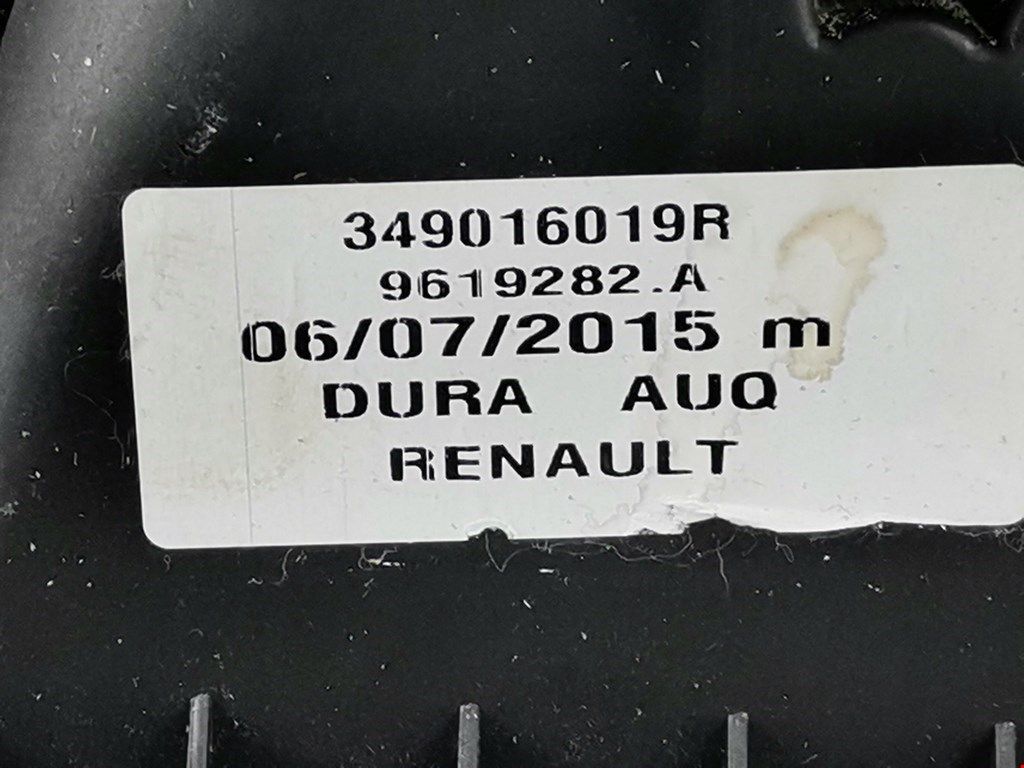 349016019R
9619282.A
06/07/2015 m
DURA AUQ
RENAULT